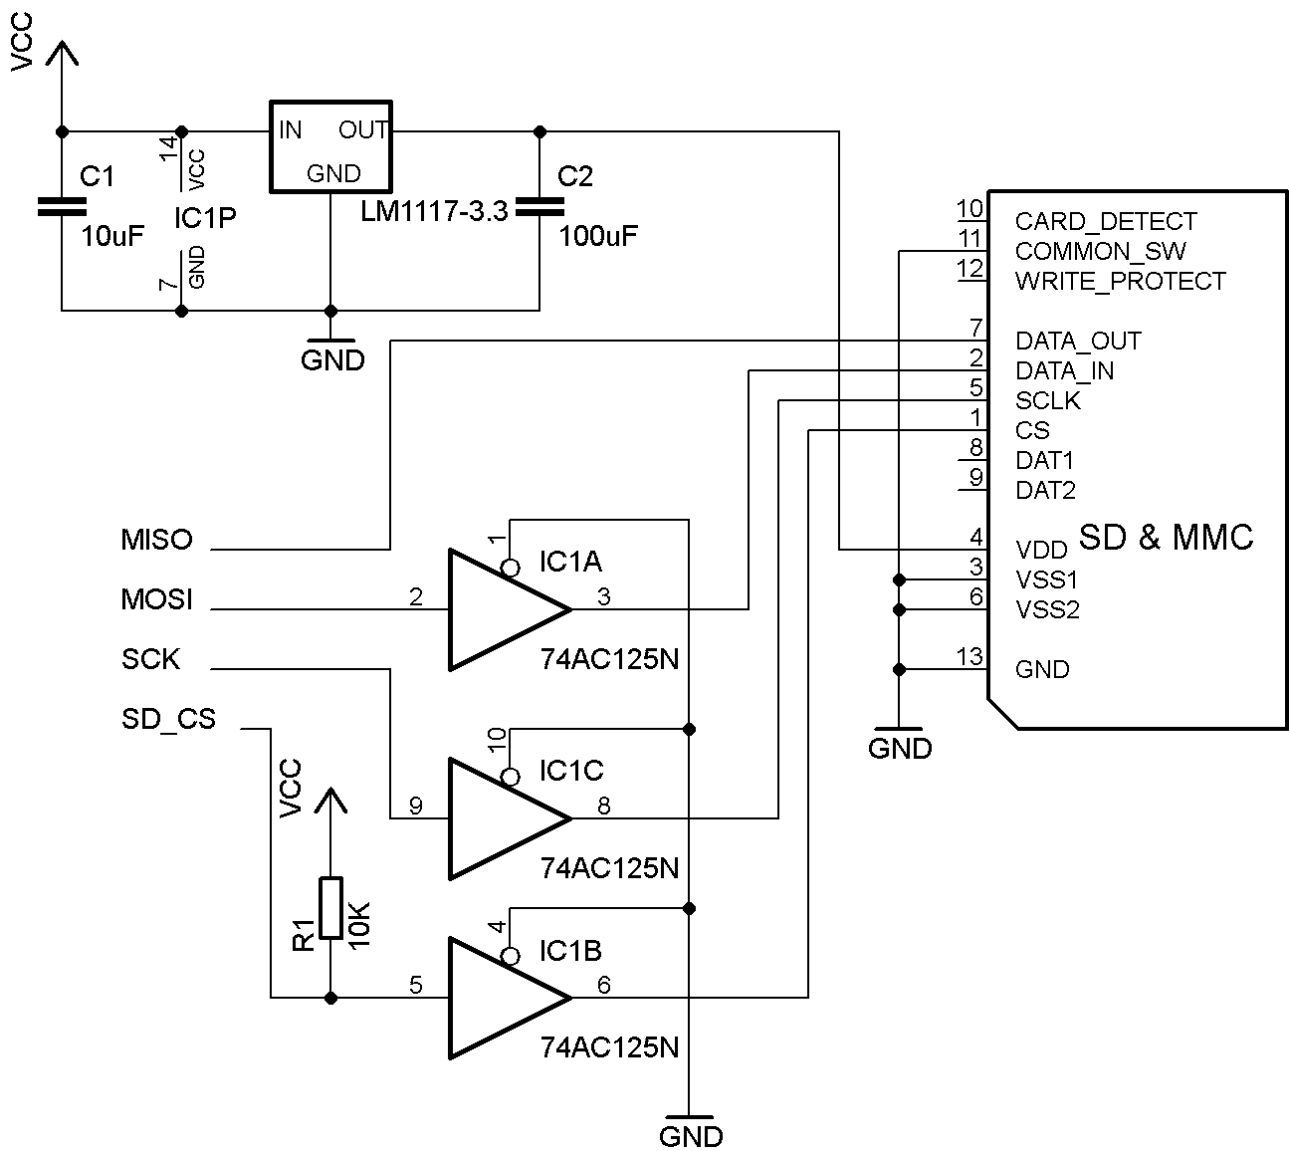 VCC
IN OUT
GND
LM1117-3.3
C1
10uF
14
VCC
IC1P
GND
7
C2
100uF
GND
10 CARD_DETECT
11 COMMON_SW
12 WRITE_PROTECT
7 DATA_OUT
2 DATA_IN
5 SCLK
1 CS
8 DAT1
9 DAT2
4 VDD
3 VSS1
6 VSS2
13 GND
SD & MMC
GND
MISO
MOSI
SCK
SD_CS
1
IC1A
2 3
74AC125N
10
IC1C
9 8
74AC125N
VCC
R1
10K
4
IC1B
5 6
74AC125N
GND